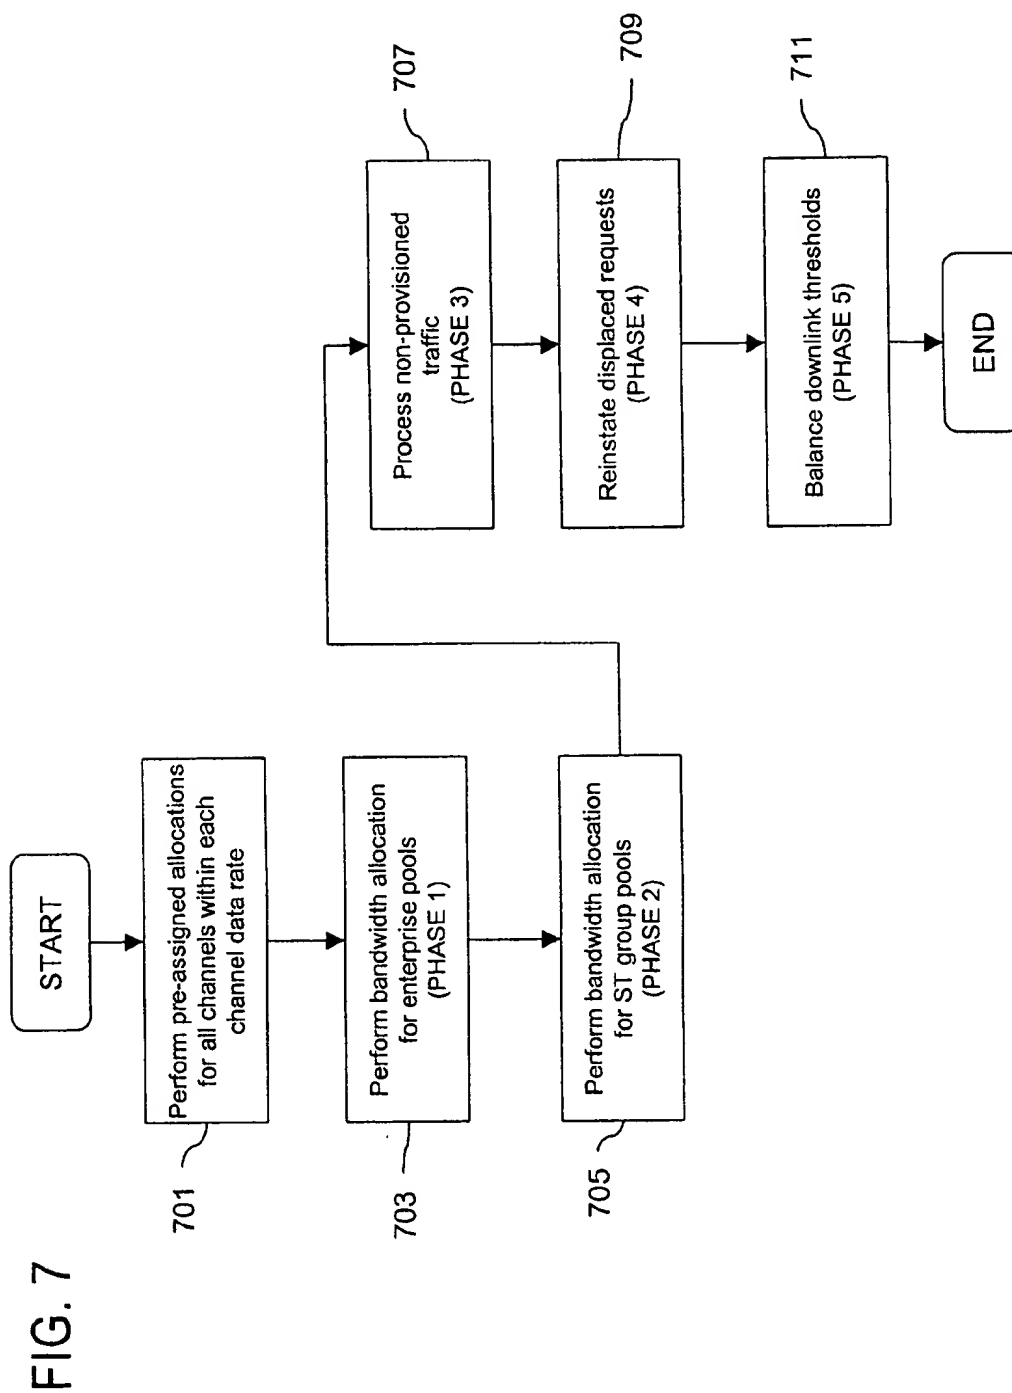 FIG. 7
START
Perform pre-assigned allocations
for all channels within each
channel data rate
701
Perform bandwidth allocation
for enterprise pools
(PHASE 1)
703
Perform bandwidth allocation
for ST group pools
(PHASE 2)
705
Process non-provisioned
traffic
(PHASE 3)
707
Reinstate displaced requests
(PHASE 4)
709
Balance downlink thresholds
(PHASE 5)
711
END